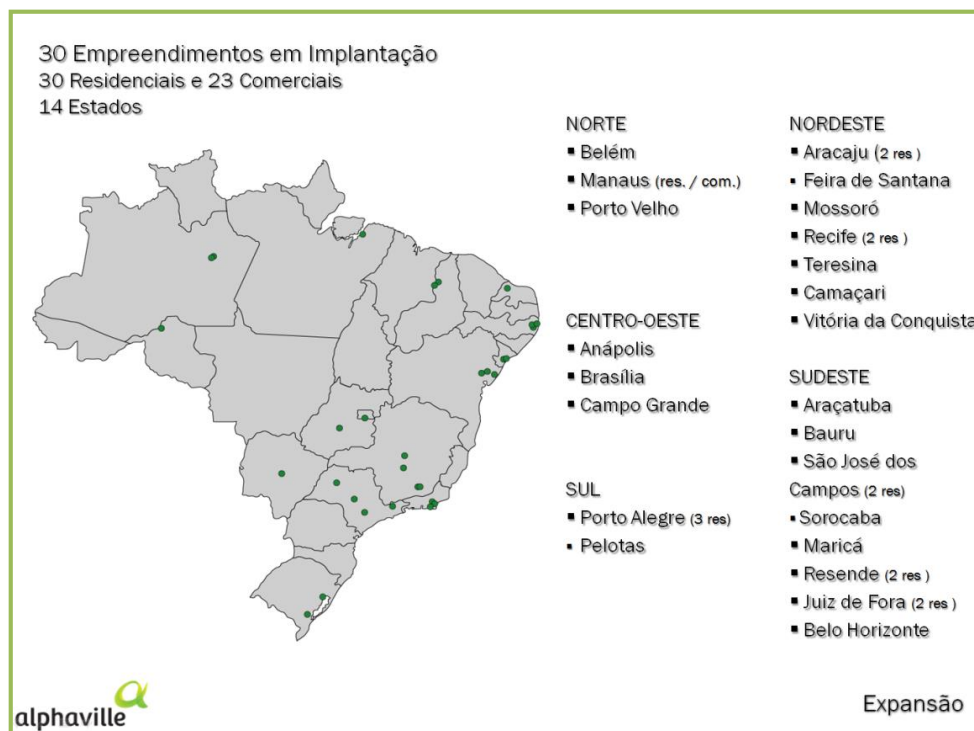 30 Empreendimentos em Implantação
30 Residenciais e 23 Comerciais
14 Estados
NORTE
▪ Belém
▪ Manaus (res. / com.)
▪ Porto Velho
CENTRO-OESTE
▪ Anápolis
▪ Brasília
▪ Campo Grande
SUL
▪ Porto Alegre (3 res)
▪ Pelotas
NORDESTE
▪ Aracaju (2 res )
▪ Feira de Santana
▪ Mossoró
▪ Recife (2 res )
▪ Teresina
▪ Camaçari
▪ Vitória da Conquista
SUDESTE
▪ Araçatuba
▪ Bauru
▪ São José dos
Campos (2 res)
▪ Sorocaba
▪ Maricá
▪ Resende (2 res )
▪ Juiz de Fora (2 res )
▪ Belo Horizonte
alphaville
Expansão